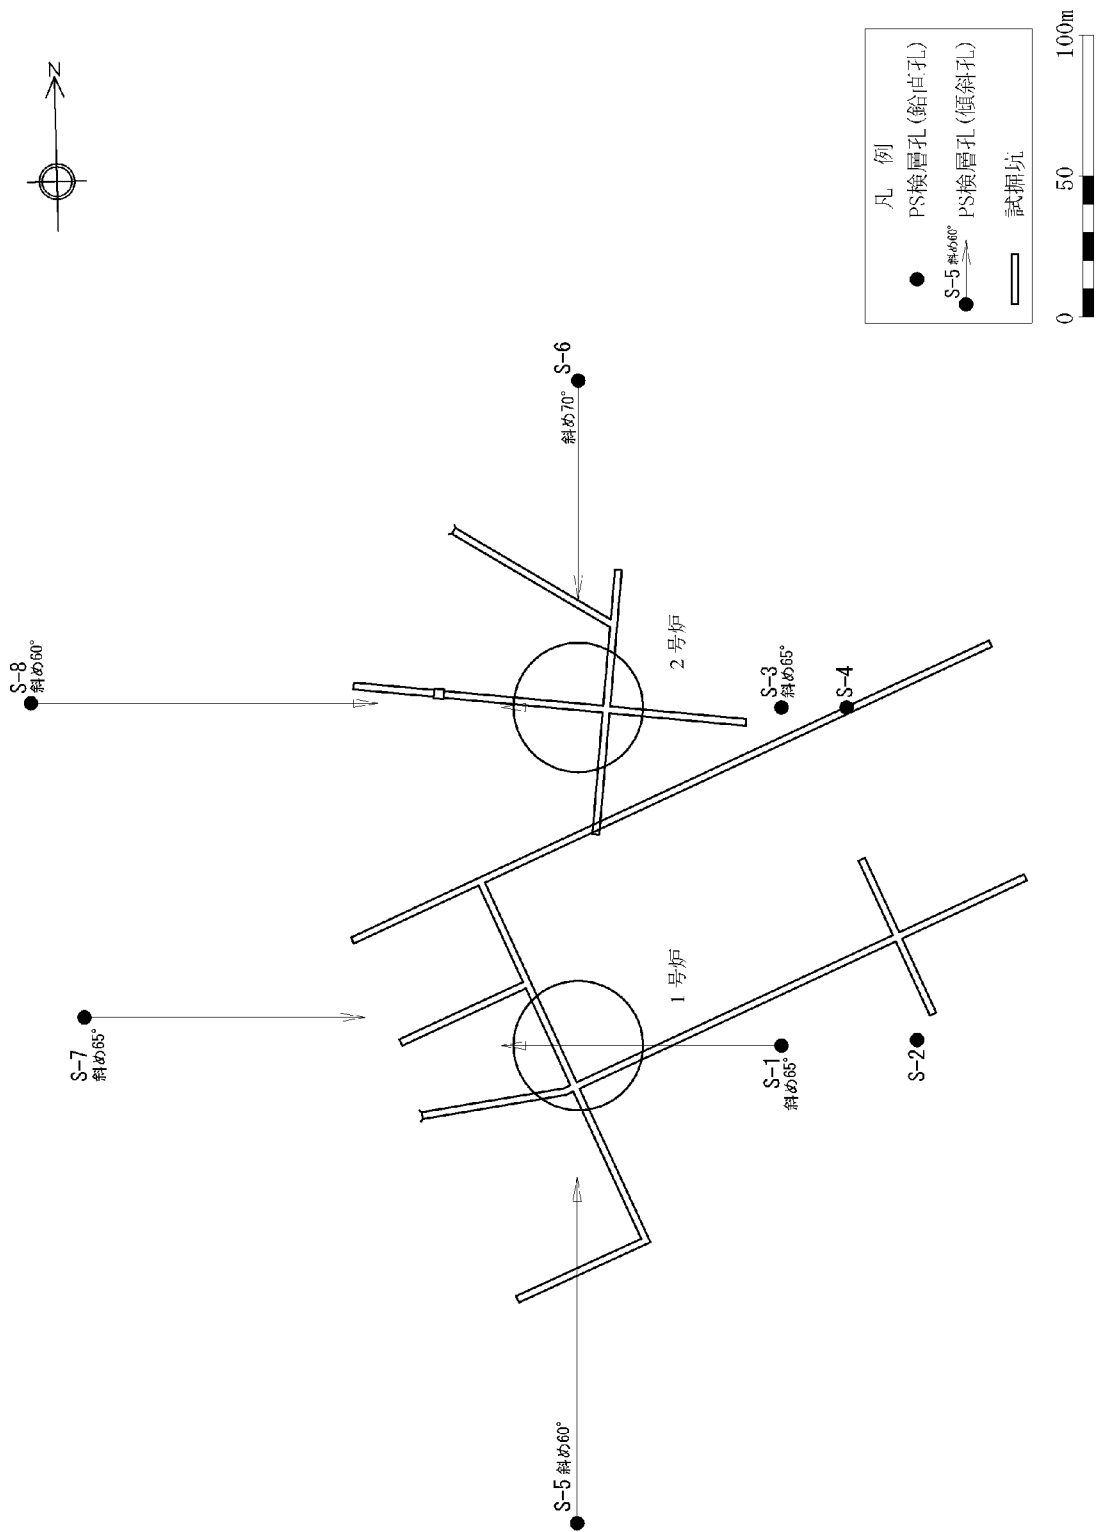 N
S-8
斜め60°
S-7
斜め65°
S-6
斜め70°
2号炉
S-3
斜め65°
S-4
1号炉
S-1
斜め65°
S-2
S-5 斜め60°
凡 例
PS検層孔(鉛直孔)
S-5 斜め60°
PS検層孔(傾斜孔)
試掘坑
0 50 100m